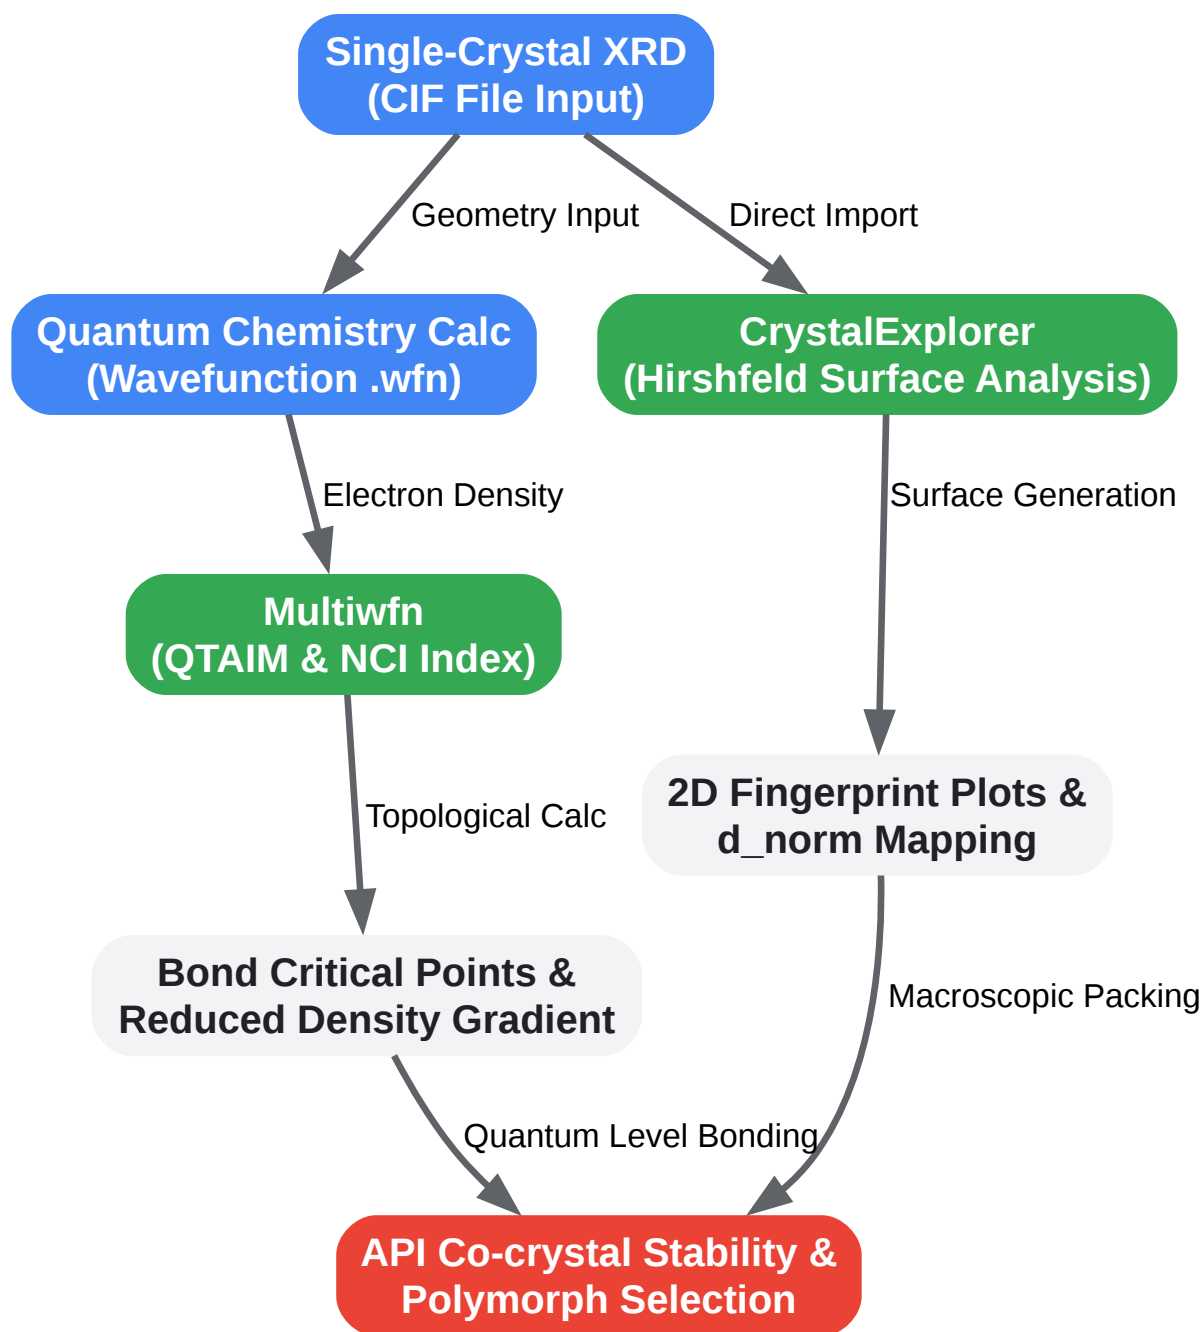 Single-Crystal XRD
(CIF File Input)
Geometry Input
Direct Import
Quantum Chemistry Calc
(Wavefunction .wfn)
CrystalExplorer
(Hirshfeld Surface Analysis)
Electron Density
Surface Generation
Multiwfn
(QTAIM & NCI Index)
2D Fingerprint Plots &
d_norm Mapping
Topological Calc
Bond Critical Points &
Reduced Density Gradient
Macroscopic Packing
Quantum Level Bonding
API Co-crystal Stability &
Polymorph Selection